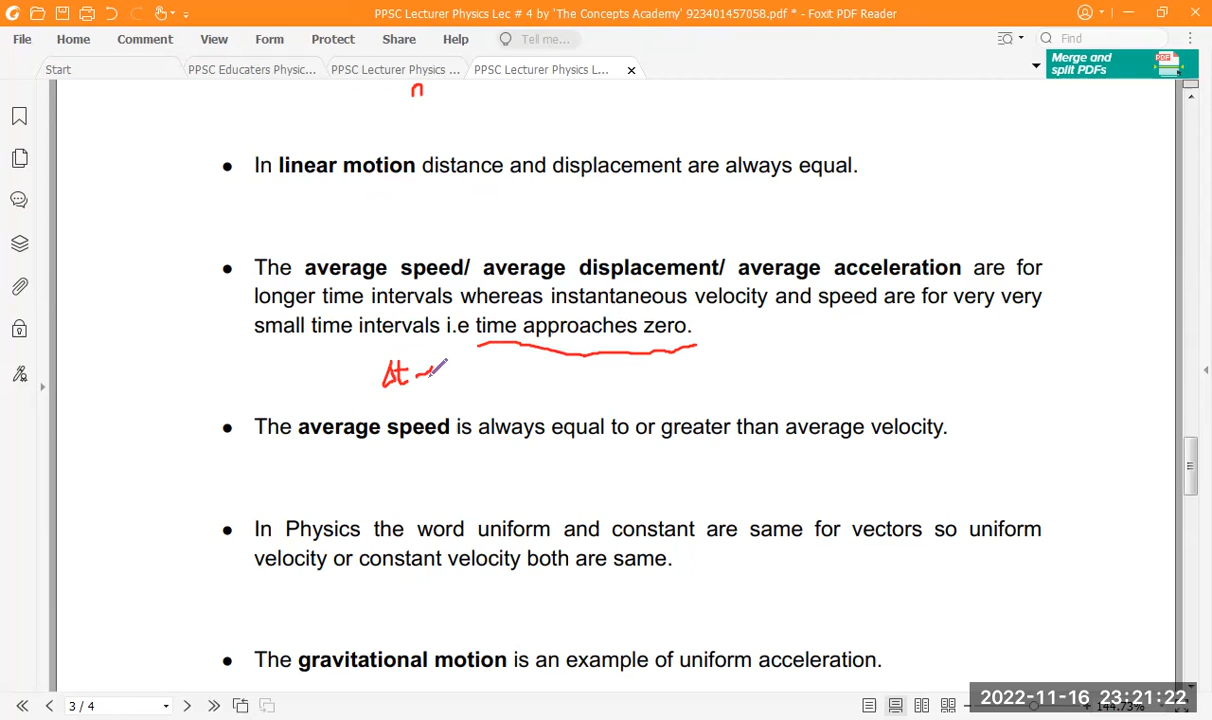 PPSC Lecturer Physics Lec # 4 by 'The Concepts Academy' 923401457058.pdf * - Foxit PDF Reader
File Home Comment View Form Protect Share Help Tell me... Find
Start PPSC Educaters Physic... PPSC Lecturer Physics ... PPSC Lecturer Physics L... Merge and split PDFs
n
• In linear motion distance and displacement are always equal.
• The average speed/ average displacement/ average acceleration are for
longer time intervals whereas instantaneous velocity and speed are for very very
small time intervals i.e time approaches zero.
Δt
• The average speed is always equal to or greater than average velocity.
• In Physics the word uniform and constant are same for vectors so uniform
velocity or constant velocity both are same.
• The gravitational motion is an example of uniform acceleration.
2022-11-16 23:21:22
3 / 4 144.73%